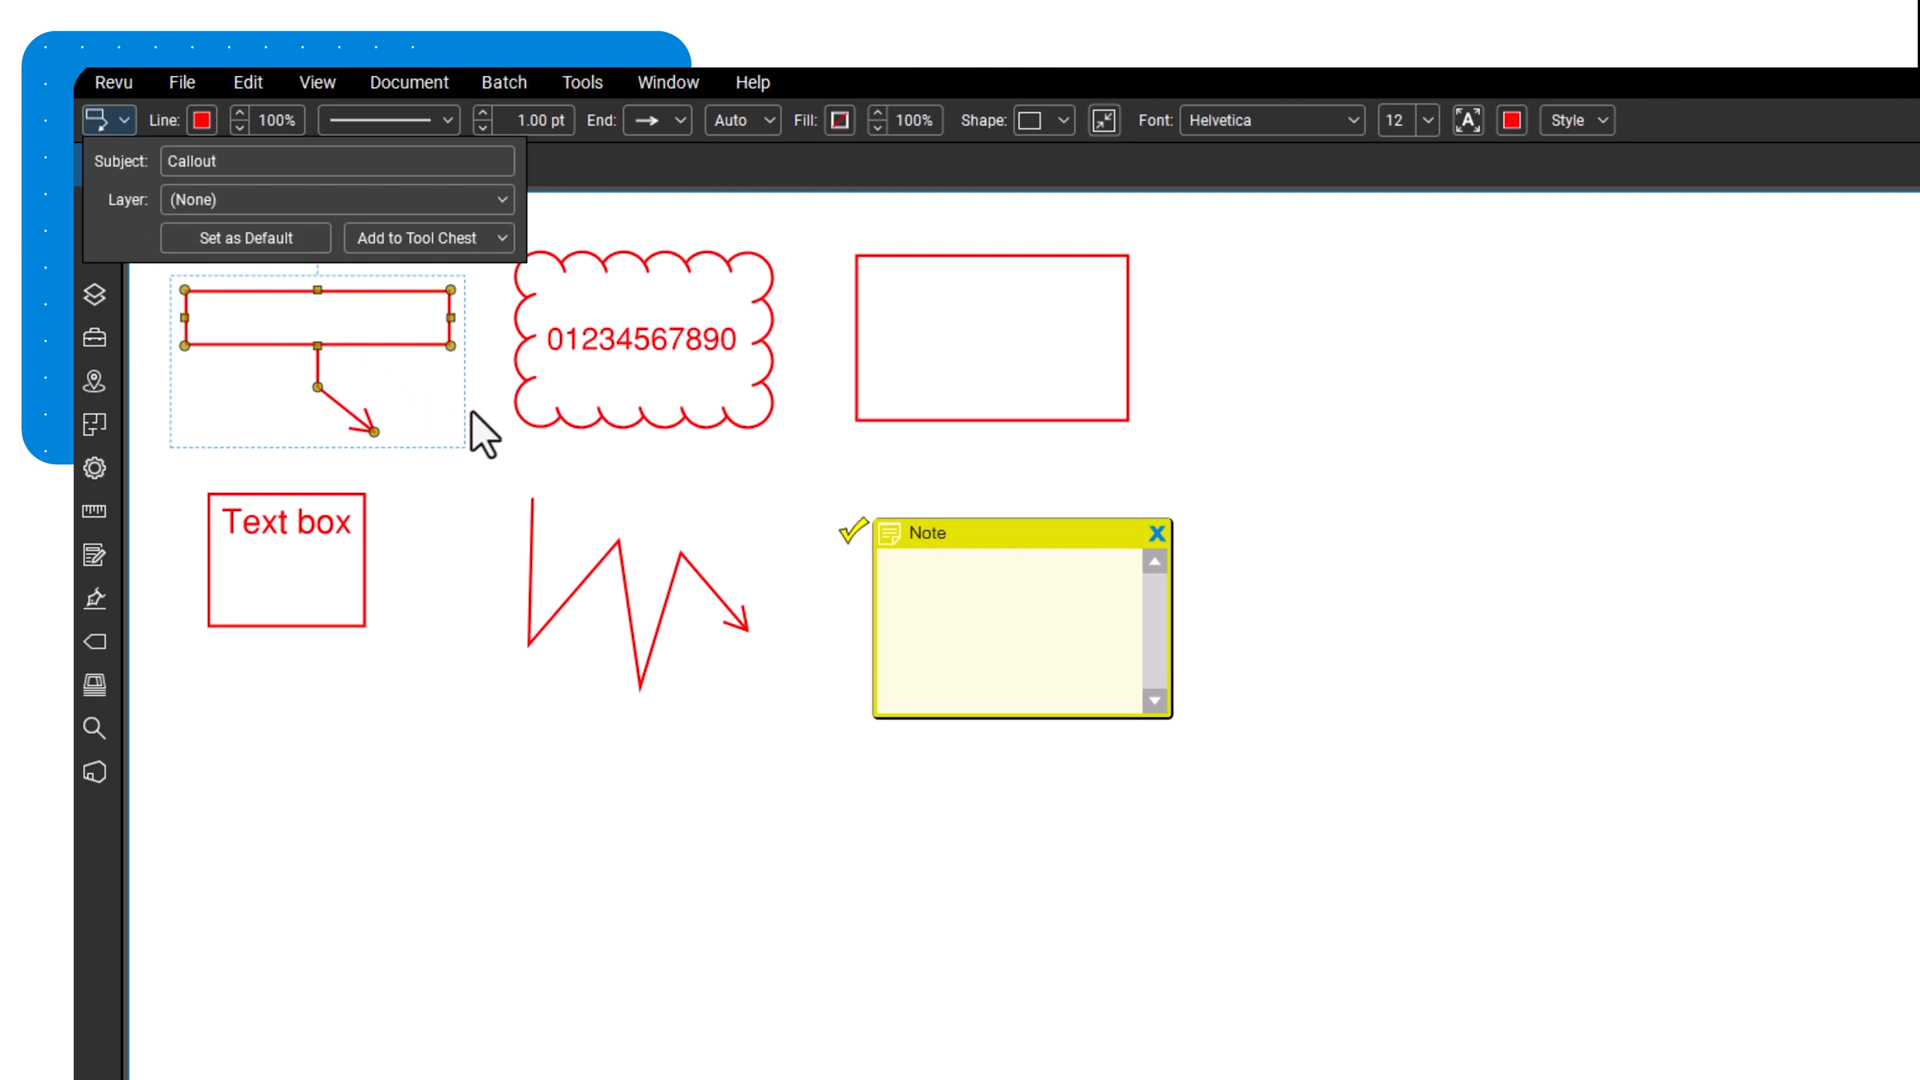 Revu File Edit View Document Batch Tools Window Help
Line: 100% 1.00 pt End: Auto Fill: 100% Shape: Font: Helvetica 12 A Style
Subject: Callout
Layer: (None)
Set as Default Add to Tool Chest
01234567890
Text box
Note X